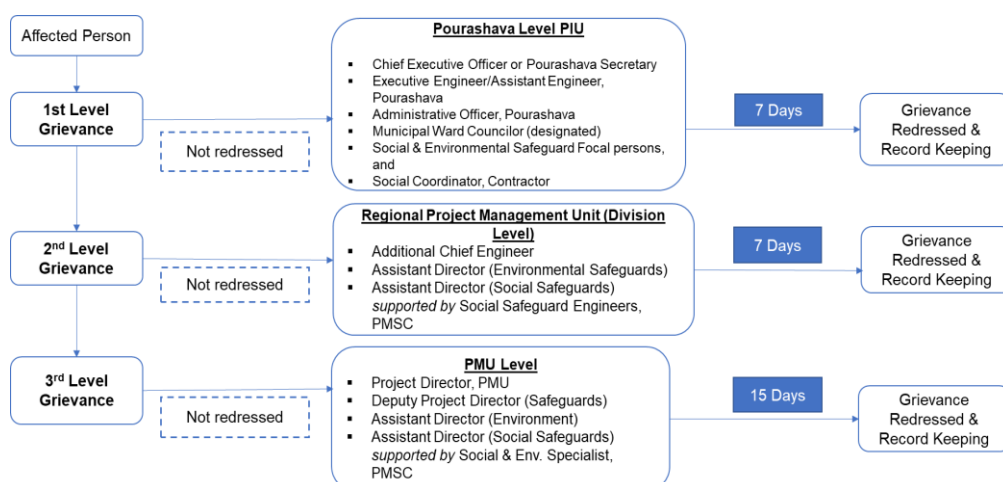 Affected Person
1st Level
Grievance
Not redressed
Pourashava Level PIU
▪ Chief Executive Officer or Pourashava Secretary
▪ Executive Engineer/Assistant Engineer,
Pourashava
▪ Administrative Officer, Pourashava
▪ Municipal Ward Councilor (designated)
▪ Social & Environmental Safeguard Focal persons,
and
▪ Social Coordinator, Contractor
7 Days
Grievance
Redressed &
Record Keeping
2nd Level
Grievance
Not redressed
Regional Project Management Unit (Division
Level)
▪ Additional Chief Engineer
▪ Assistant Director (Environmental Safeguards)
▪ Assistant Director (Social Safeguards)
supported by Social Safeguard Engineers,
PMSC
7 Days
Grievance
Redressed &
Record Keeping
3rd Level
Grievance
Not redressed
PMU Level
▪ Project Director, PMU
▪ Deputy Project Director (Safeguards)
▪ Assistant Director (Environment)
▪ Assistant Director (Social Safeguards)
supported by Social & Env. Specialist,
PMSC
15 Days
Grievance
Redressed &
Record Keeping